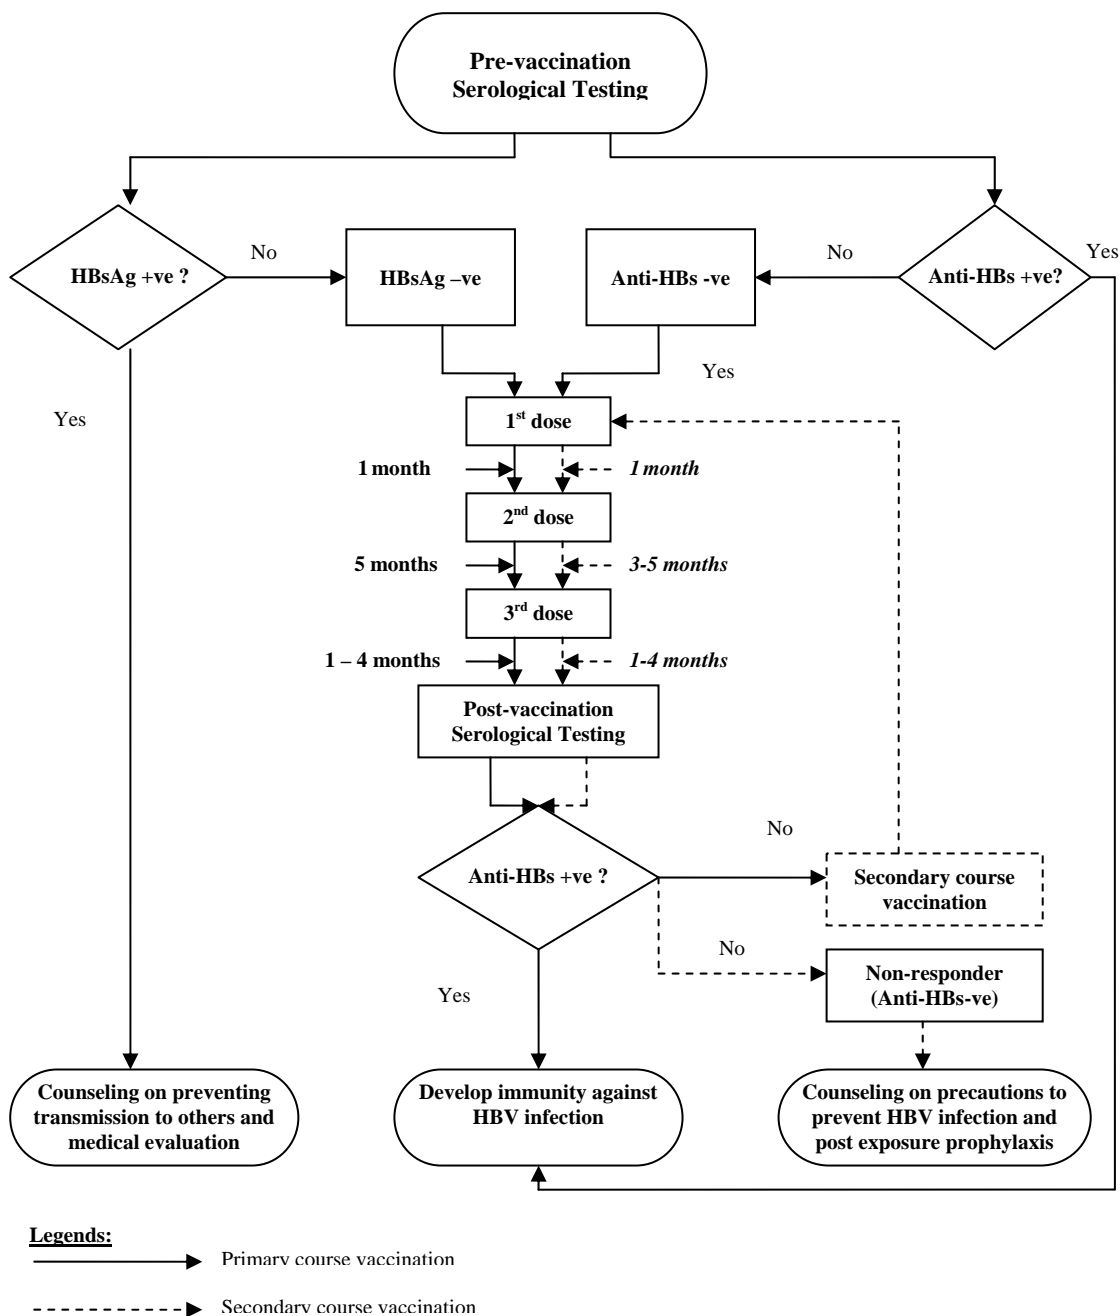 Pre-vaccination
Serological Testing
No
No
Yes
HBsAg +ve ?
HBsAg –ve
Anti-HBs -ve
Anti-HBs +ve?
Yes
Yes
1st dose
1 month
1 month
2nd dose
5 months
3-5 months
3rd dose
1 – 4 months
1-4 months
Post-vaccination
Serological Testing
No
Anti-HBs +ve ?
Secondary course
vaccination
No
Non-responder
(Anti-HBs-ve)
Yes
Counseling on preventing
transmission to others and
medical evaluation
Develop immunity against
HBV infection
Counseling on precautions to
prevent HBV infection and
post exposure prophylaxis
Legends:
Primary course vaccination
Secondary course vaccination